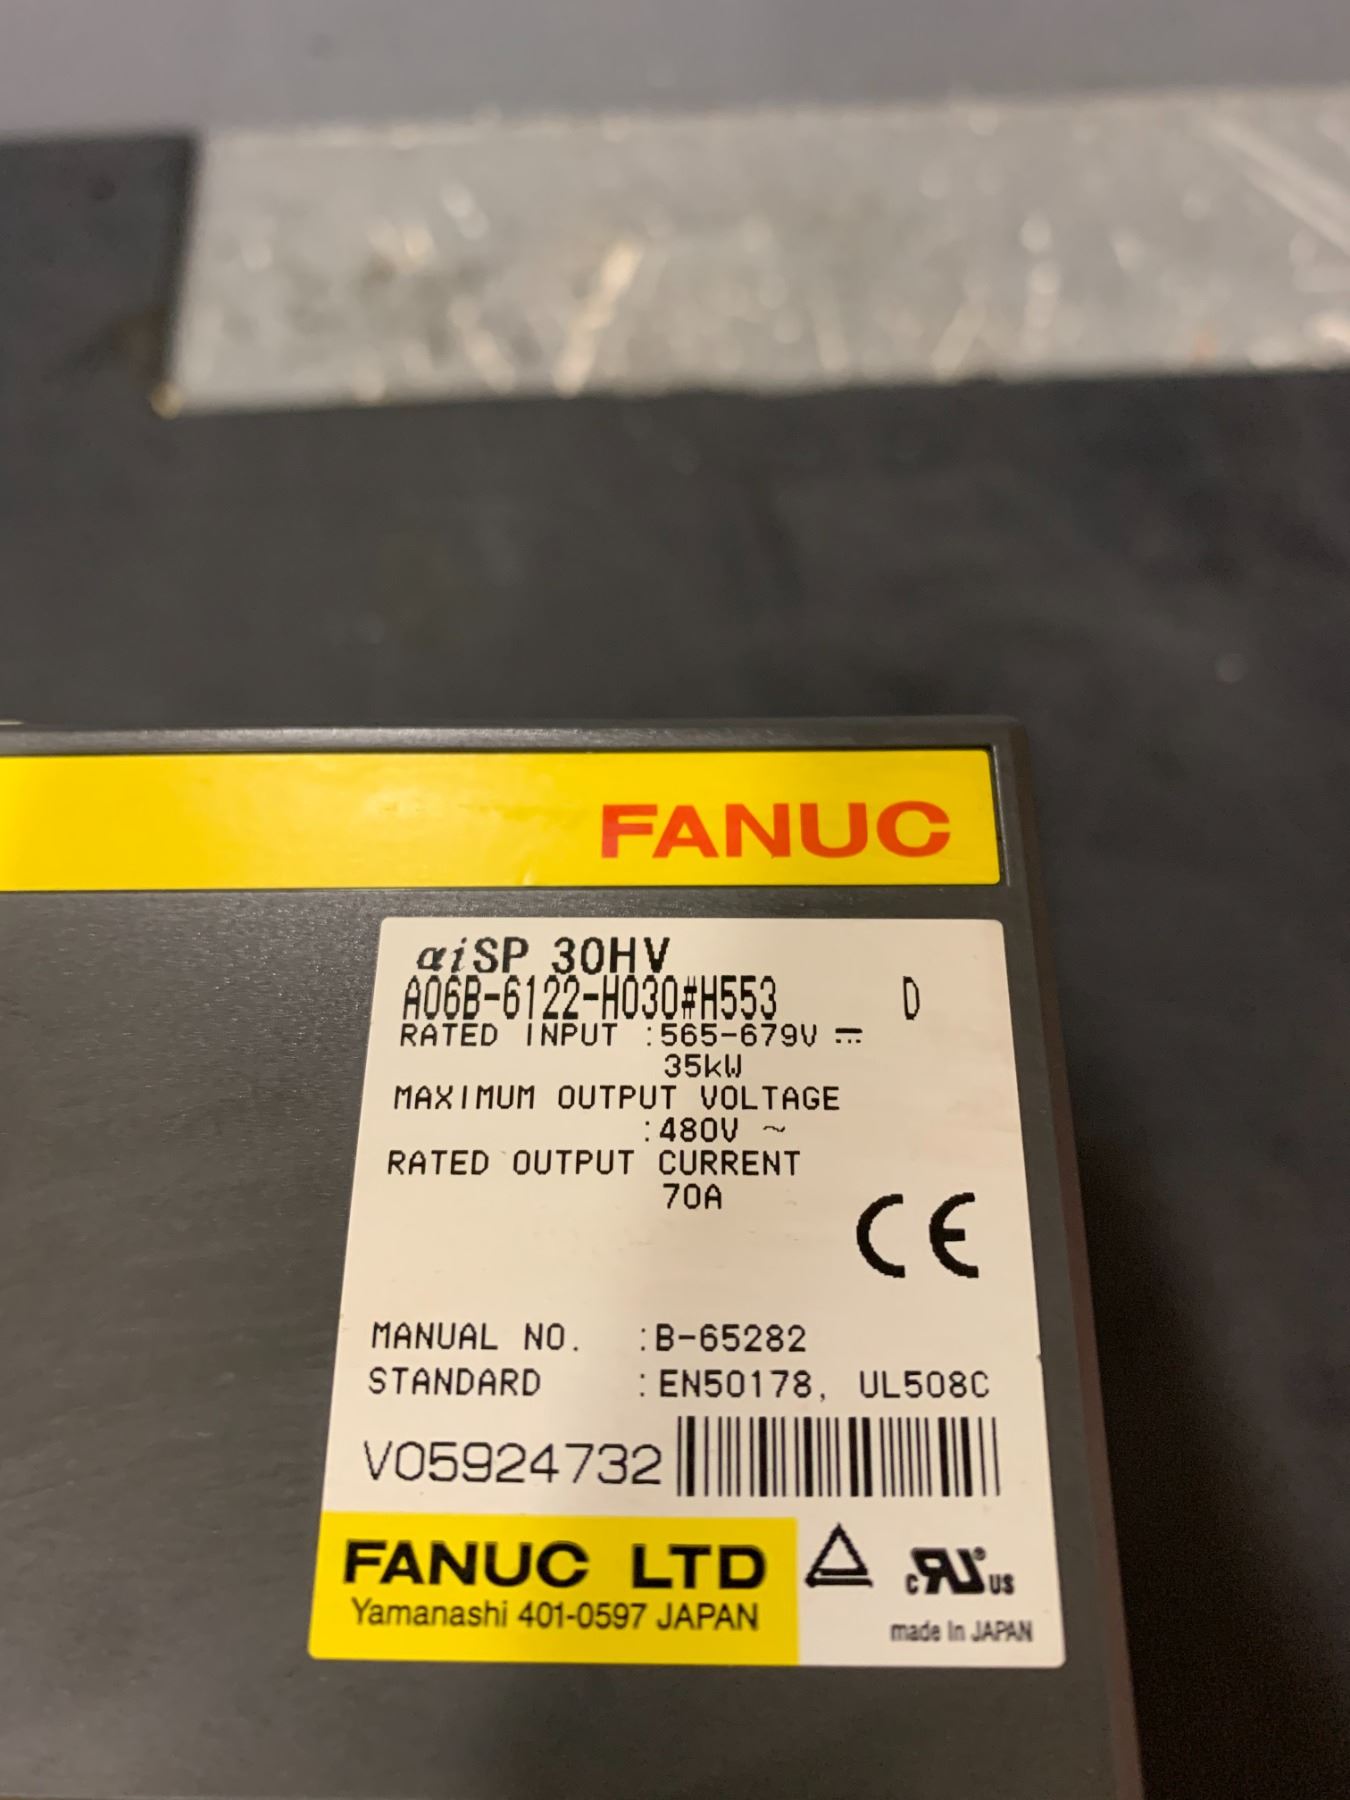 FANUC
αiSP 30HV
A06B-6122-H030#H553 D
RATED INPUT :565-679V ⎓
35kW
MAXIMUM OUTPUT VOLTAGE
:480V ~
RATED OUTPUT CURRENT
70A
CE
MANUAL NO. :B-65282
STANDARD :EN50178, UL508C
V05924732
FANUC LTD
Yamanashi 401-0597 JAPAN
c RU® US
made In JAPAN